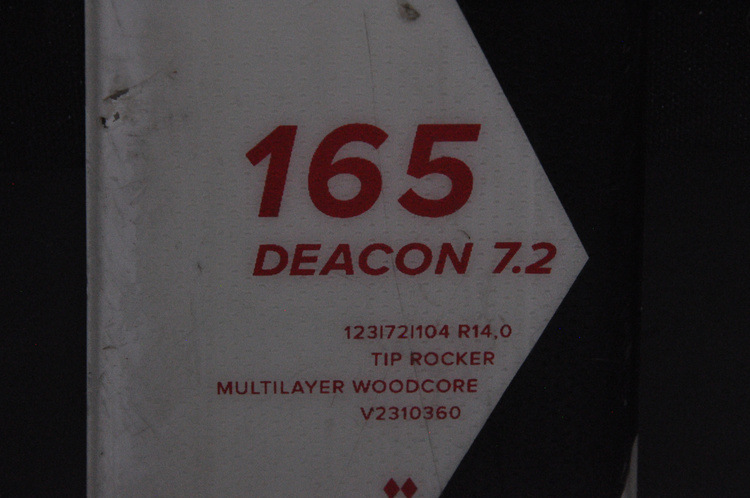 165
DEACON 7.2
123|72|104 R14,0
TIP ROCKER
MULTILAYER WOODCORE
V2310360